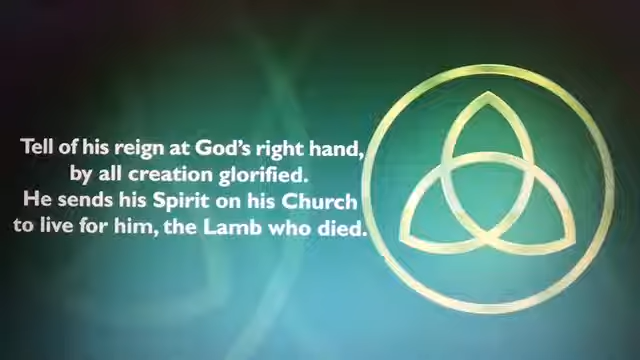 Tell of his reign at God's right hand,
by all creation glorified.
He sends his Spirit on his Church
to live for him, the Lamb who died.